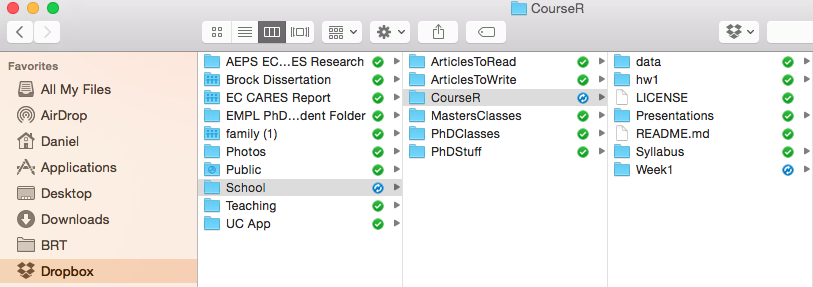 CourseR
Favorites
All My Files
AirDrop
Daniel
Applications
Desktop
Downloads
BRT
Dropbox
AEPS EC...ES Research
Brock Dissertation
EC CARES Report
EMPL PhD...dent Folder
family (1)
Photos
Public
School
Teaching
UC App
ArticlesToRead
ArticlesToWrite
CourseR
MastersClasses
PhDClasses
PhDStuff
data
hw1
LICENSE
Presentations
README.md
Syllabus
Week1